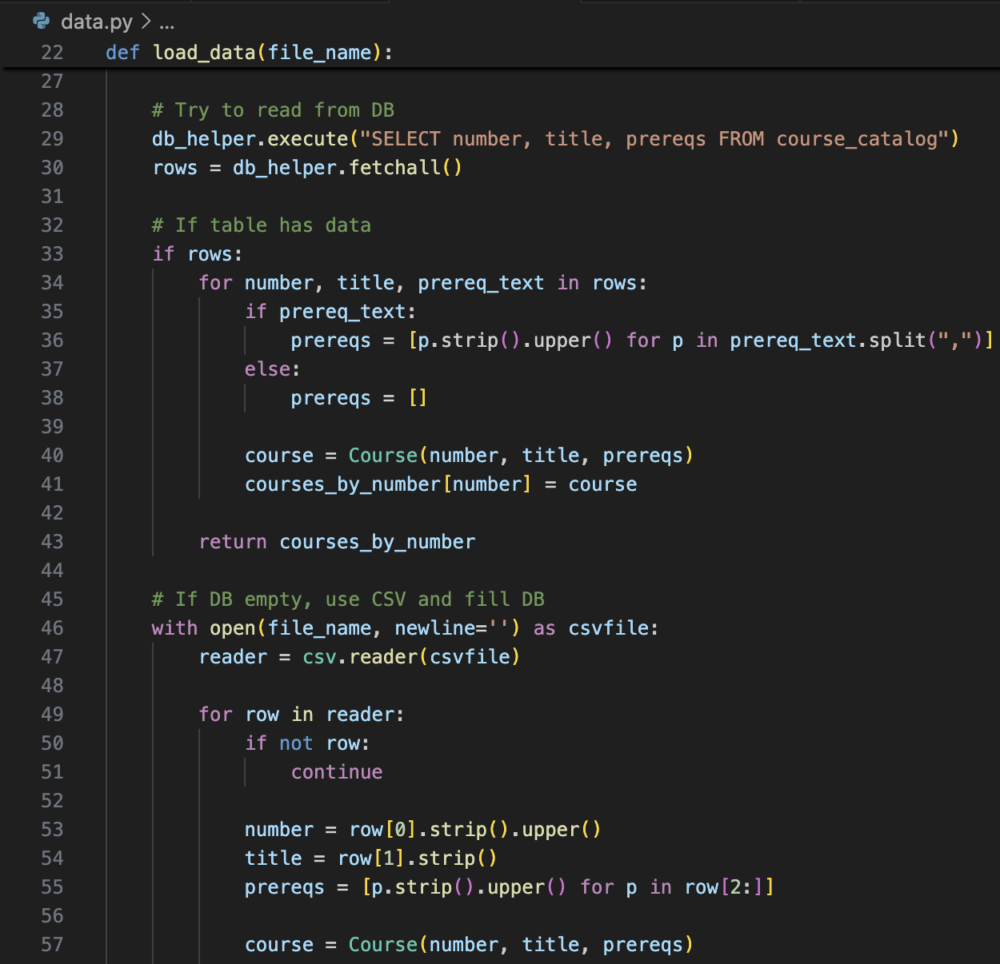 data.py > ...
22 def load_data(file_name):
27
28 # Try to read from DB
29 db_helper.execute("SELECT number, title, prereqs FROM course_catalog")
30 rows = db_helper.fetchall()
31
32 # If table has data
33 if rows:
34 for number, title, prereq_text in rows:
35 if prereq_text:
36 prereqs = [p.strip().upper() for p in prereq_text.split(",")]
37 else:
38 prereqs = []
39
40 course = Course(number, title, prereqs)
41 courses_by_number[number] = course
42
43 return courses_by_number
44
45 # If DB empty, use CSV and fill DB
46 with open(file_name, newline='') as csvfile:
47 reader = csv.reader(csvfile)
48
49 for row in reader:
50 if not row:
51 continue
52
53 number = row[0].strip().upper()
54 title = row[1].strip()
55 prereqs = [p.strip().upper() for p in row[2:]]
56
57 course = Course(number, title, prereqs)